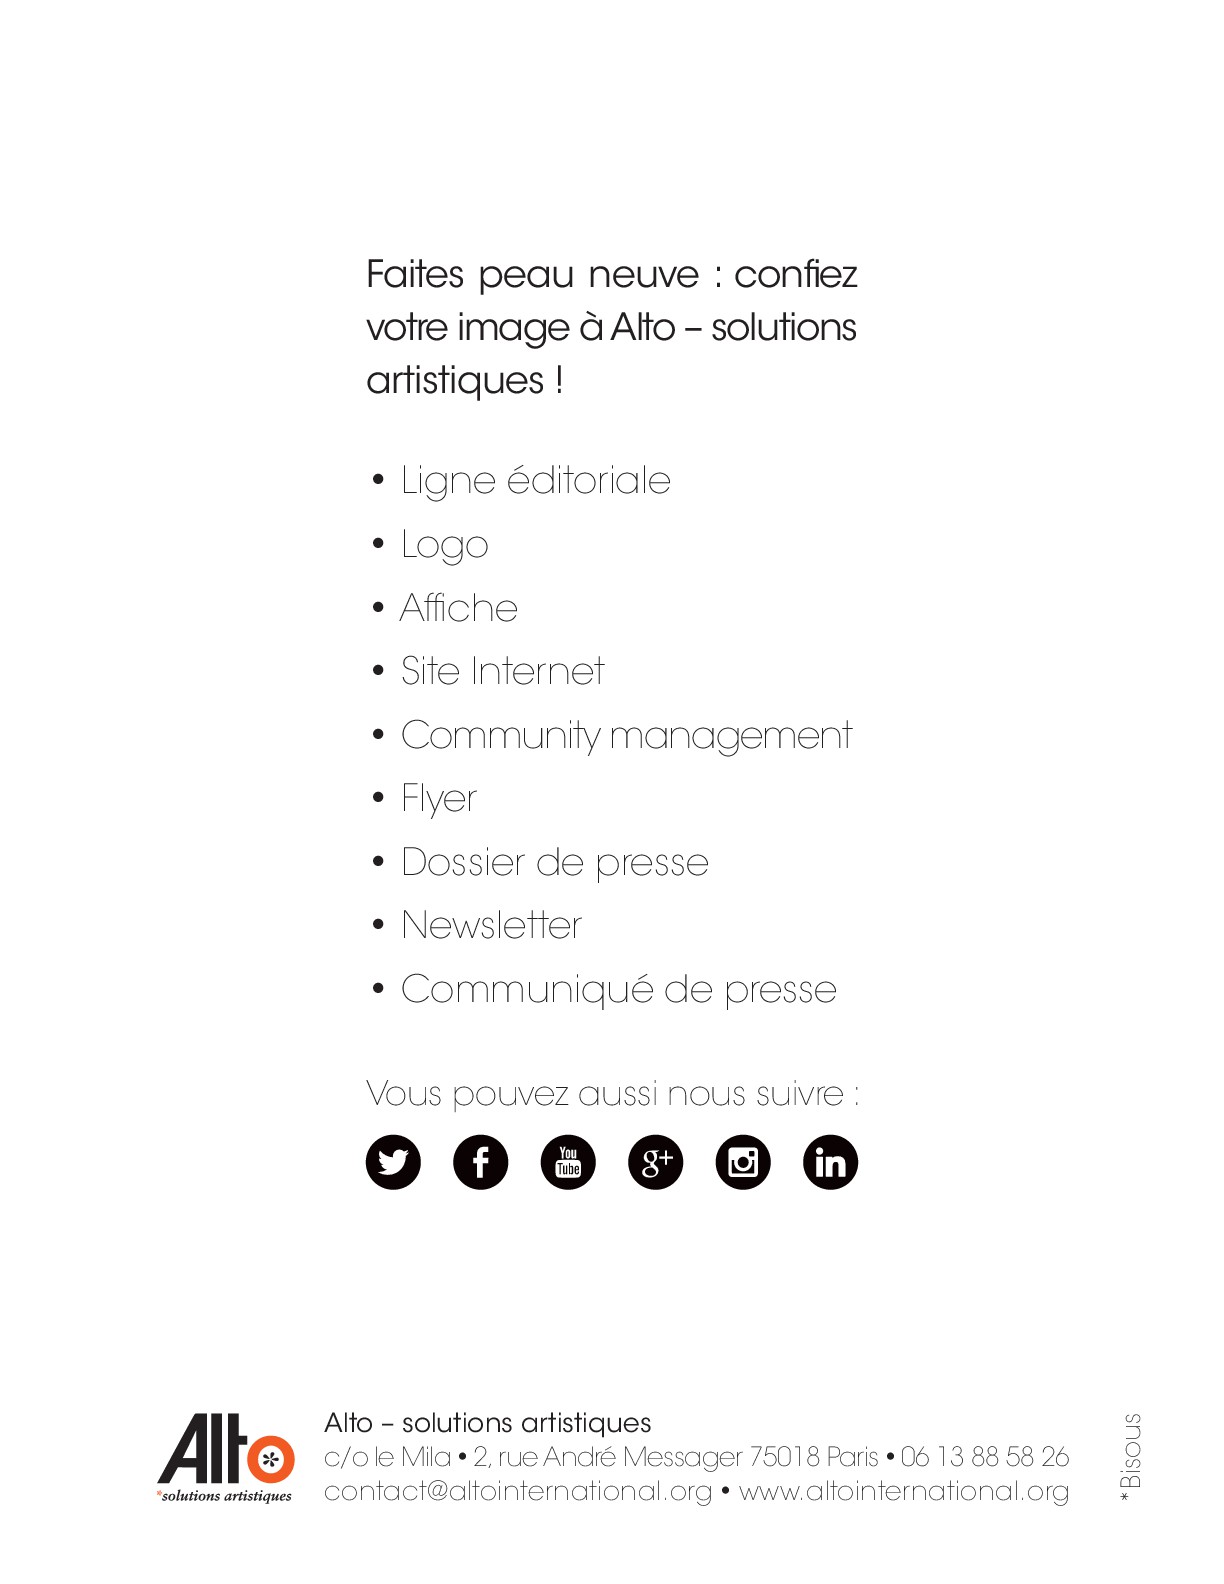 Faites peau neuve : confiez
votre image à Alto – solutions
artistiques !
• Ligne éditoriale
• Logo
• Affiche
• Site Internet
• Community management
• Flyer
• Dossier de presse
• Newsletter
• Communiqué de presse
Vous pouvez aussi nous suivre :
You Tube g+ in
Alto
*solutions artistiques
Alto – solutions artistiques
c/o le Mila • 2, rue André Messager 75018 Paris • 06 13 88 58 26
contact@altointernational.org • www.altointernational.org
*Bisous